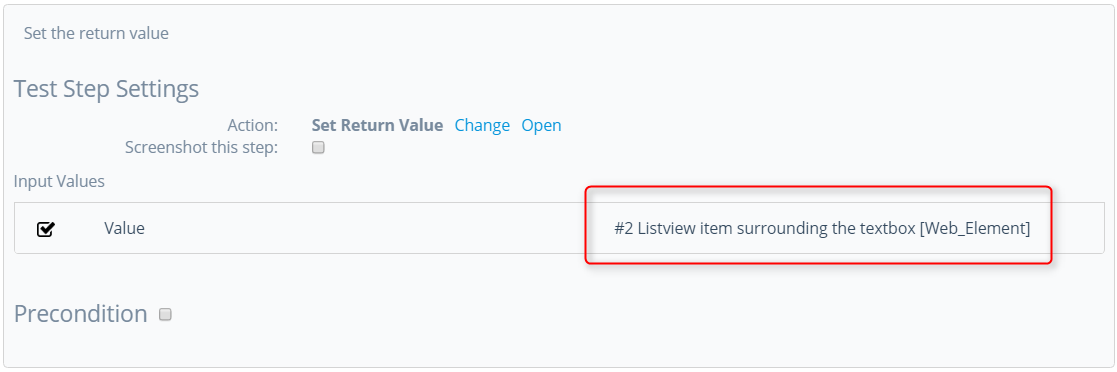 Set the return value
Test Step Settings
Action: Set Return Value Change Open
Screenshot this step:
Input Values
Value #2 Listview item surrounding the textbox [Web_Element]
Precondition